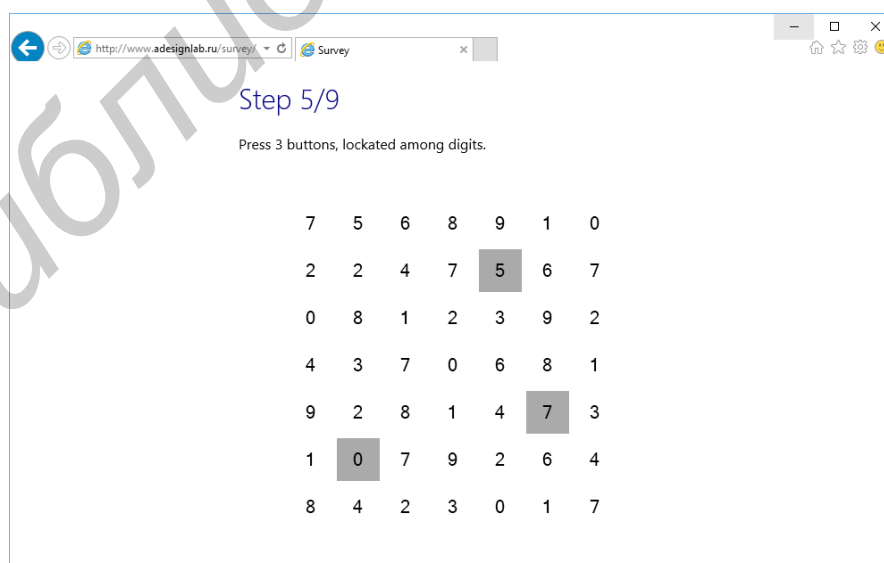 http://www.adesignlab.ru/survey/
Survey
Step 5/9
Press 3 buttons, lockated among digits.
7 5 6 8 9 1 0
2 2 4 7 5 6 7
0 8 1 2 3 9 2
4 3 7 0 6 8 1
9 2 8 1 4 7 3
1 0 7 9 2 6 4
8 4 2 3 0 1 7